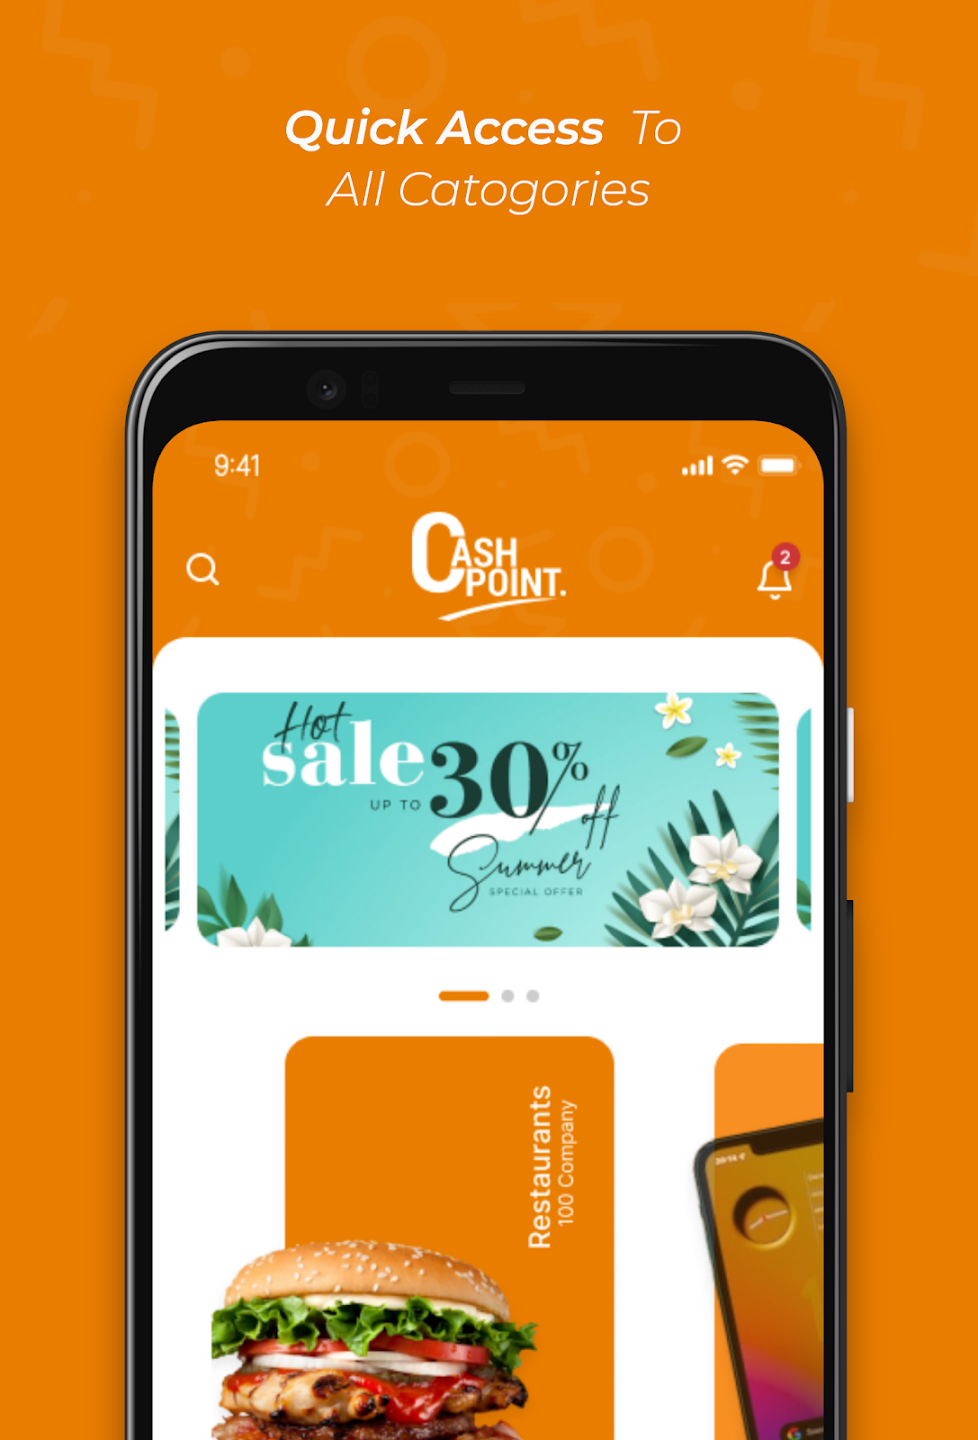 Quick Access To
All Catogories
9:41
CASH
POINT.
2
Hot
sale 30%
UP TO
off
Summer
SPECIAL OFFER
Restaurants
100 Company